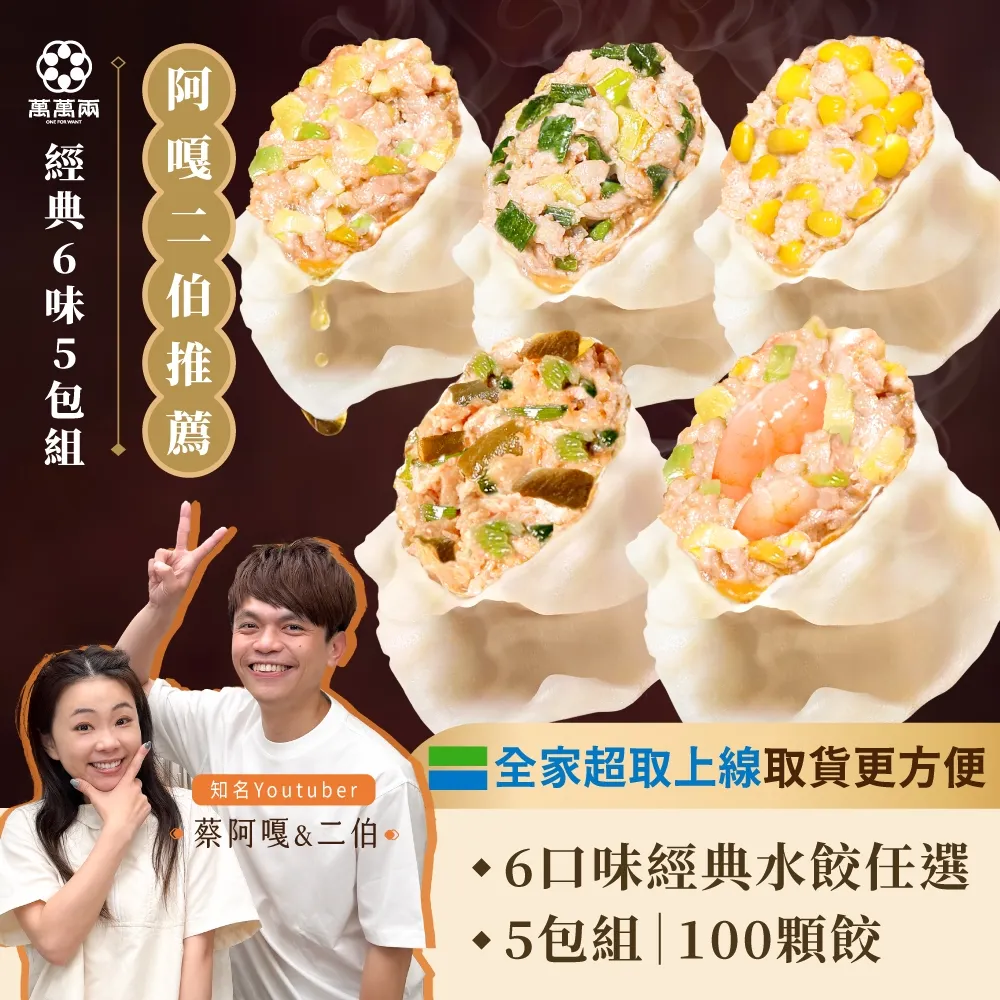 萬萬兩
ONE FOR WANT
經典6味5包組
阿嘎二伯推薦
知名Youtuber
蔡阿嘎&二伯
全家超取上線取貨更方便
6口味經典水餃任選
5包組|100顆餃